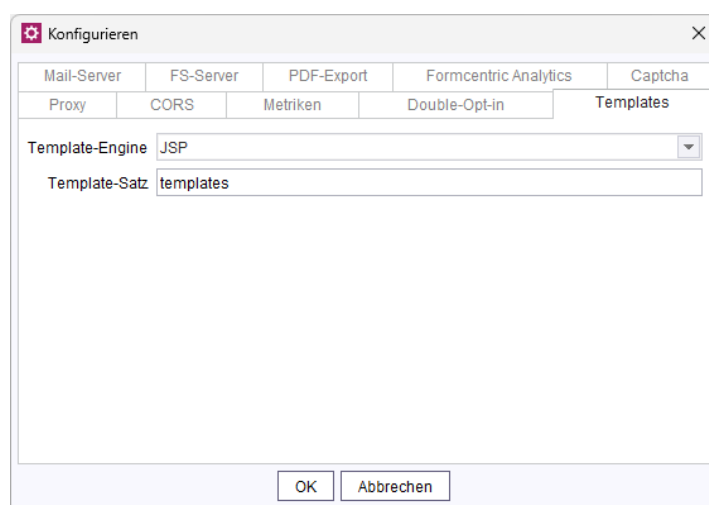 Konfigurieren
Mail-Server FS-Server PDF-Export Formcentric Analytics Captcha
Proxy CORS Metriken Double-Opt-in Templates
Template-Engine JSP
Template-Satz templates
OK Abbrechen